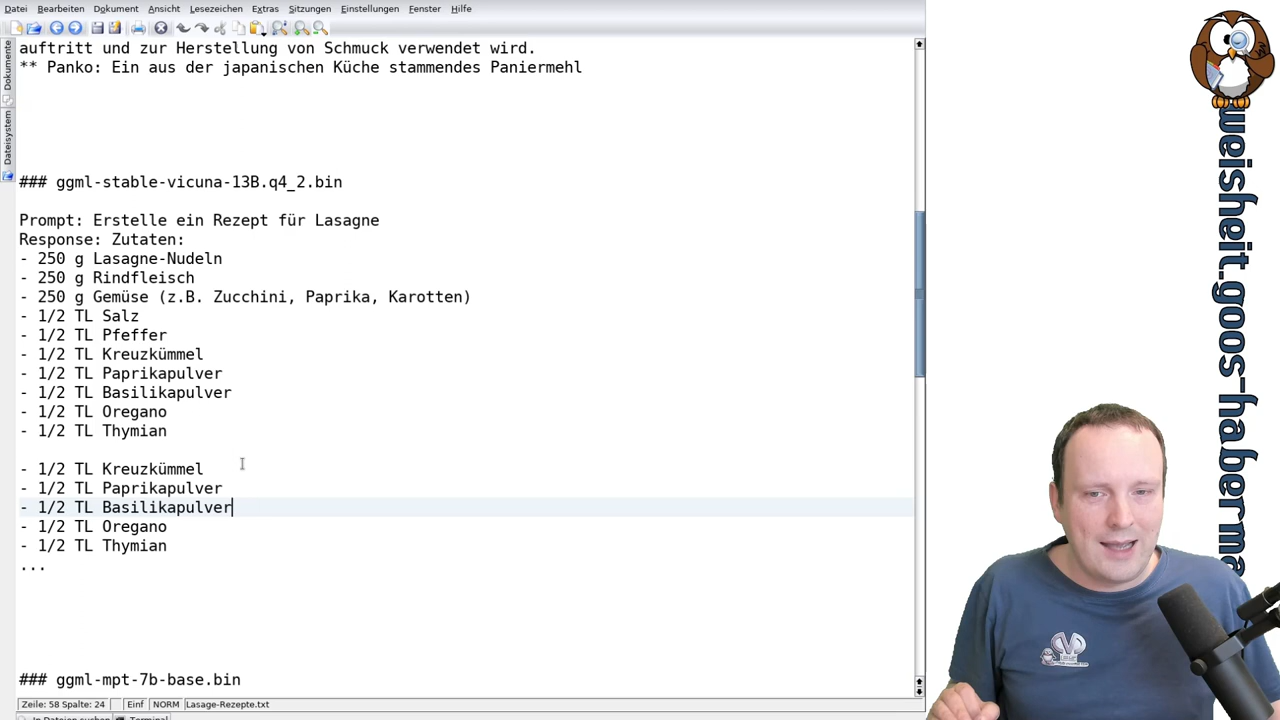 Datei Bearbeiten Dokument Ansicht Lesezeichen Extras Sitzungen Einstellungen Fenster Hilfe
Dokumente
Dateisystem
auftritt und zur Herstellung von Schmuck verwendet wird.
** Panko: Ein aus der japanischen Küche stammendes Paniermehl
### ggml-stable-vicuna-13B.q4_2.bin
Prompt: Erstelle ein Rezept für Lasagne
Response: Zutaten:
- 250 g Lasagne-Nudeln
- 250 g Rindfleisch
- 250 g Gemüse (z.B. Zucchini, Paprika, Karotten)
- 1/2 TL Salz
- 1/2 TL Pfeffer
- 1/2 TL Kreuzkümmel
- 1/2 TL Paprikapulver
- 1/2 TL Basilikapulver
- 1/2 TL Oregano
- 1/2 TL Thymian
- 1/2 TL Kreuzkümmel
- 1/2 TL Paprikapulver
- 1/2 TL Basilikapulver
- 1/2 TL Oregano
- 1/2 TL Thymian
...
### ggml-mpt-7b-base.bin
Zeile: 58 Spalte: 24 Einf NORM Lasage-Rezepte.txt
In Dateien suchen Terminal
weisheit.goos-haberma